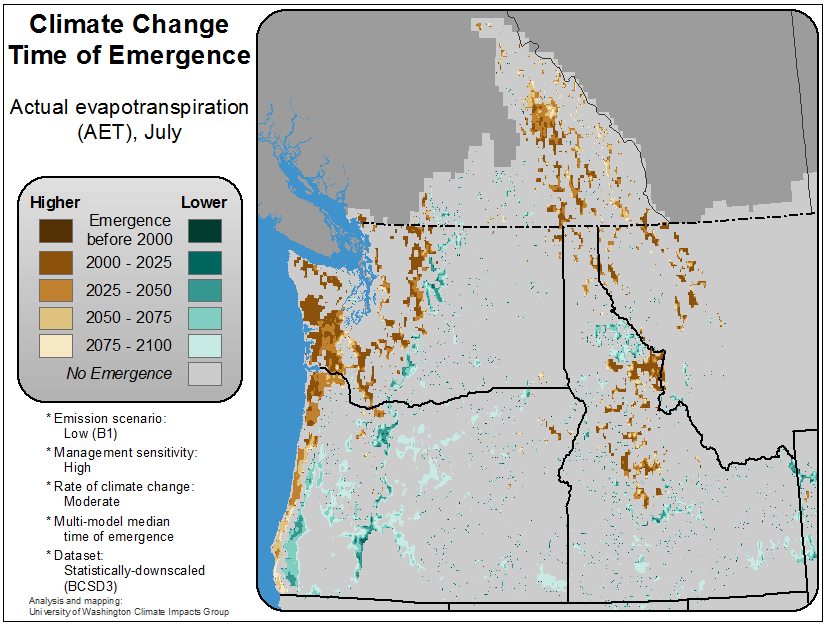 Climate Change
Time of Emergence
Actual evapotranspiration
(AET), July
Higher
Lower
Emergence
before 2000
2000 - 2025
2025 - 2050
2050 - 2075
2075 - 2100
No Emergence
* Emission scenario:
Low (B1)
* Management sensitivity:
High
* Rate of climate change:
Moderate
* Multi-model median
time of emergence
* Dataset:
Statistically-downscaled
(BCSD3)
Analysis and mapping:
University of Washington Climate Impacts Group